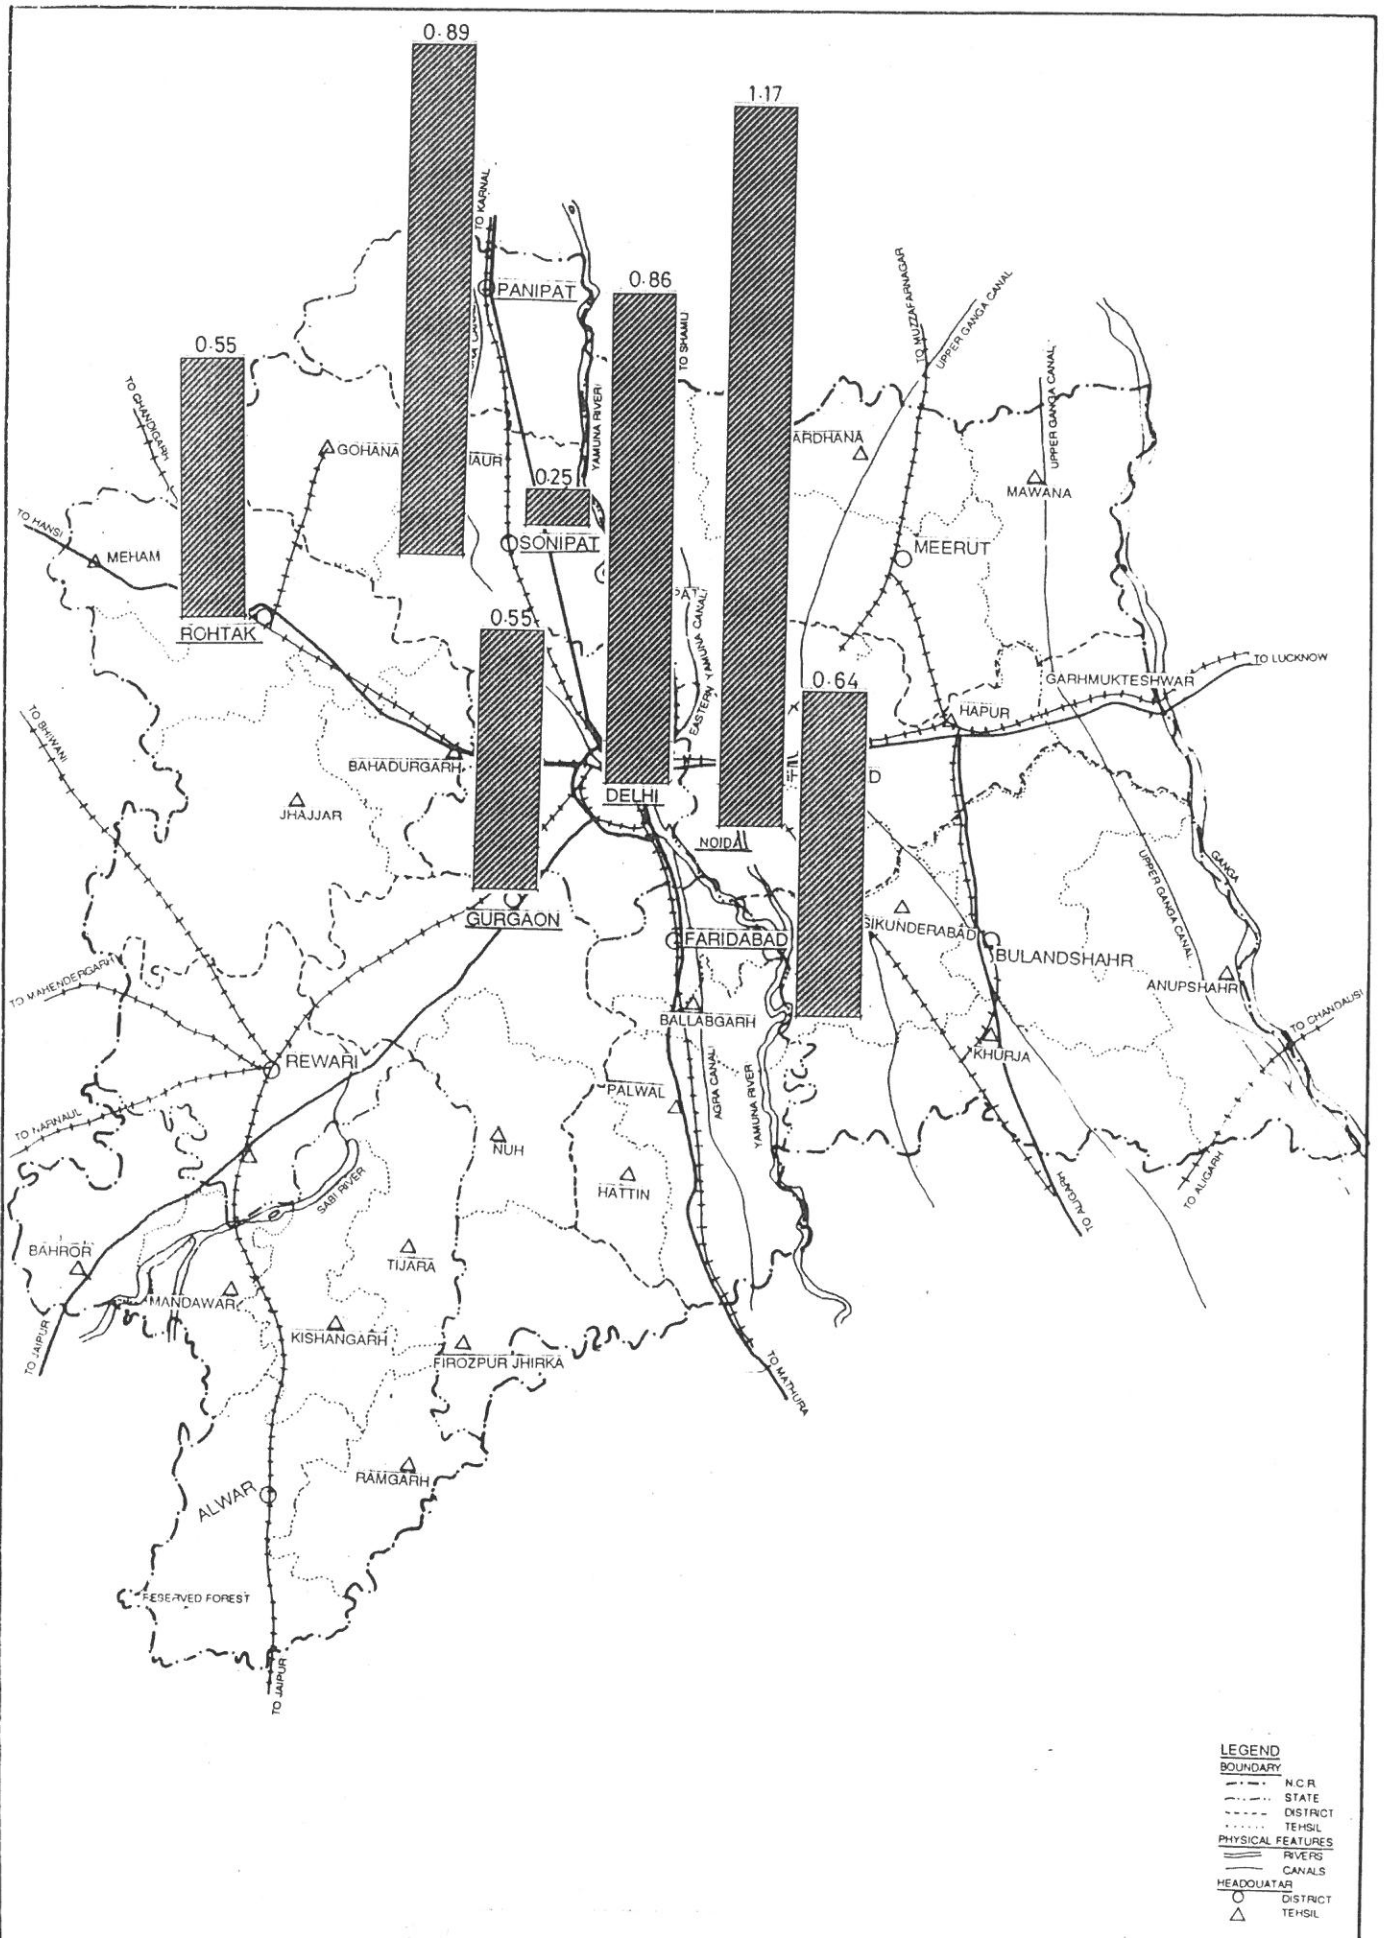 0.89
1.17
TO KARNAL
PANIPAT
0.86
TO MUZZAFARNAGAR
UPPER GANGA CANAL
0.55
TO SHAMLI
TO CHANDIGARH
YAMUNA RIVER
UPPER GANGA CANAL
GOHANA
AUR
ARDHANA
0.25
MAWANA
TO HANSI
MEHAM
SONIPAT
MEERUT
ROHTAK
0.55
EASTERN YAMUNA CANAL
TO LUCKNOW
GARHMUKTESHWAR
0.64
HAPUR
TO BHIWANI
BAHADURGARH
D
DELHI
JHAJJAR
NOIDA
UPPER GANGA CANAL
GANGA
GURGAON
SIKUNDERABAD
FARIDABAD
BULANDSHAHR
TO MAHENDERGARH
ANUPSHAHR
BALLABGARH
TO CHANDAUSI
KHURJA
REWARI
PALWAL
AGRA CANAL
YAMUNA RIVER
TO NARNAUL
NUH
HATTIN
SABI RIVER
TO ALIGARH
TO ALIGARH
BAHROR
TIJARA
MANDAWAR
KISHANGARH
TO JAIPUR
FIROZPUR JHIRKA
TO MATHURA
RAMGARH
ALWAR
RESERVED FOREST
TO JAIPUR
LEGEND
BOUNDARY
N.C.R
STATE
DISTRICT
TEHSIL
PHYSICAL FEATURES
RIVERS
CANALS
HEADQUATAR
DISTRICT
TEHSIL